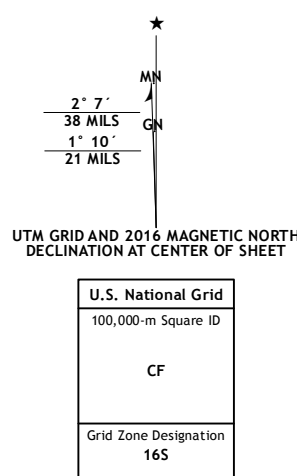 ★
MN
2° 7´
38 MILS
GN
1° 10´
21 MILS
UTM GRID AND 2016 MAGNETIC NORTH
DECLINATION AT CENTER OF SHEET
U.S. National Grid
100,000-m Square ID
CF
Grid Zone Designation
16S